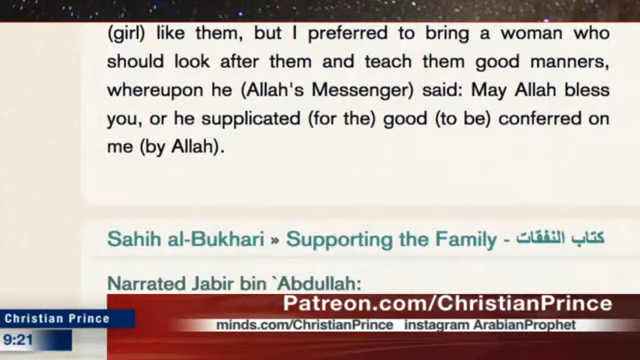 (girl) like them, but I preferred to bring a woman who
should look after them and teach them good manners,
whereupon he (Allah's Messenger) said: May Allah bless
you, or he supplicated (for the) good (to be) conferred on
me (by Allah).
Sahih al-Bukhari » Supporting the Family - كتاب النفقات
Narrated Jabir bin `Abdullah:
Patreon.com/ChristianPrince
Christian Prince
minds.com/ChristianPrince instagram ArabianProphet
9:21